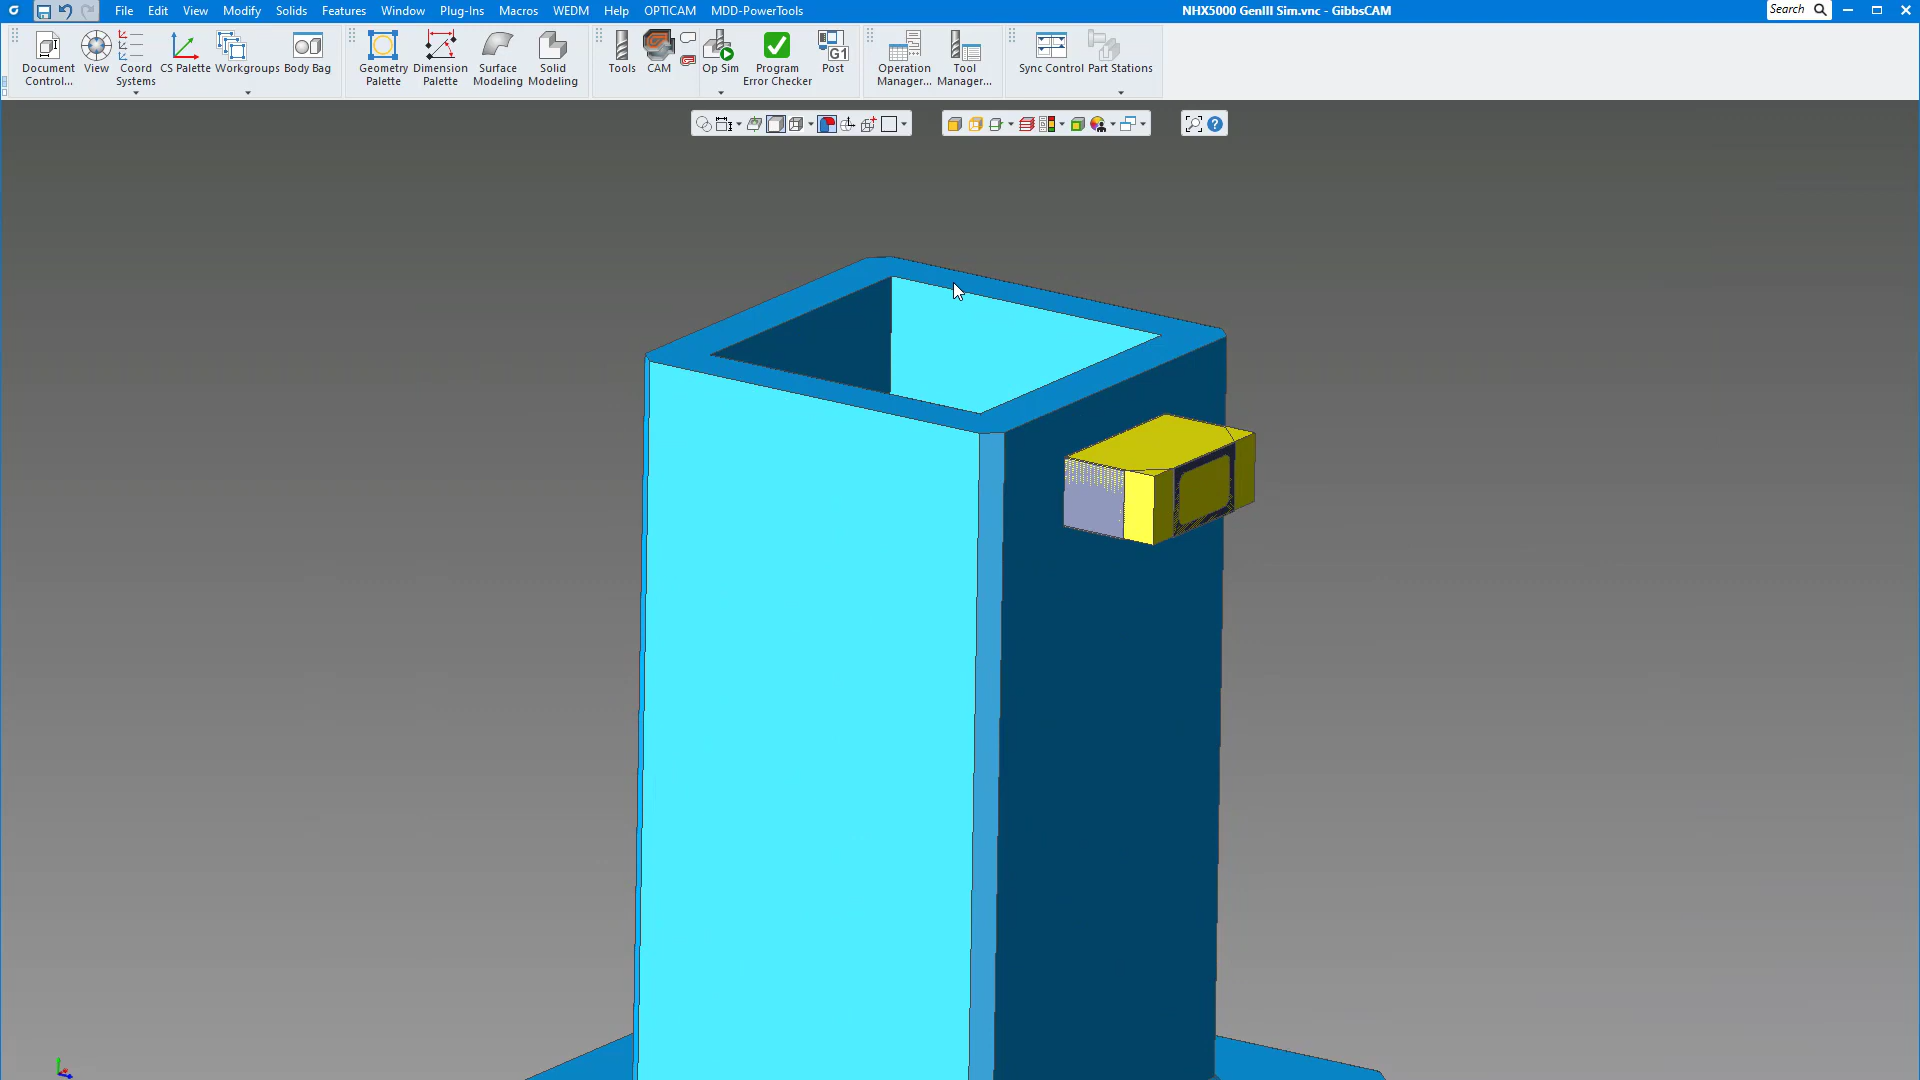 File Edit View Modify Solids Features Window Plug-Ins Macros WEDM Help OPTICAM MDD-PowerTools
NHX5000 GenIII Sim.vnc - GibbsCAM
Search
Document Control...
View
Coord Systems
CS Palette
Workgroups
Body Bag
Geometry Palette
Dimension Palette
Surface Modeling
Solid Modeling
Tools
CAM
Op Sim
Program Error Checker
G1
Post
Operation Manager...
Tool Manager...
Sync Control
Part Stations